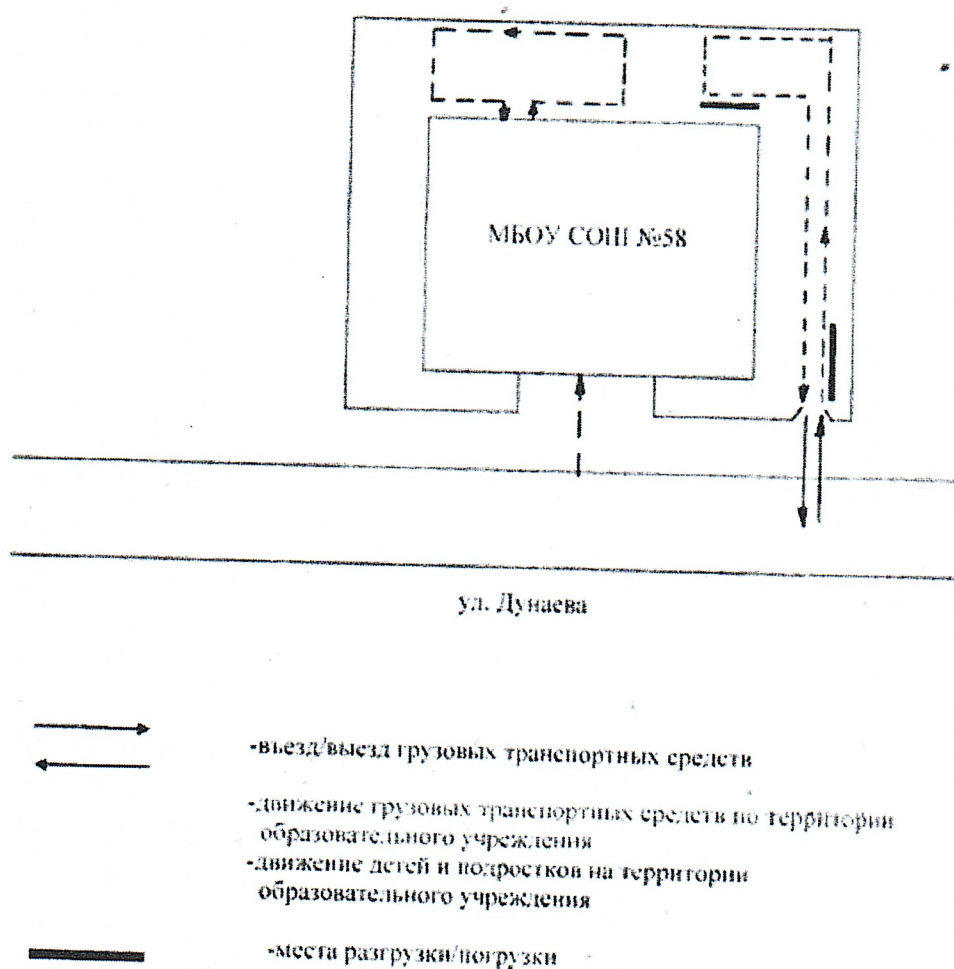 МБОУ СОШ №58
ул. Дунаева
-въезд/выезд грузовых транспортных средств
-движение грузовых транспортных средств по территории
образовательного учреждения
-движение детей и подростков на территории
образовательного учреждения
-места разгрузки/погрузки